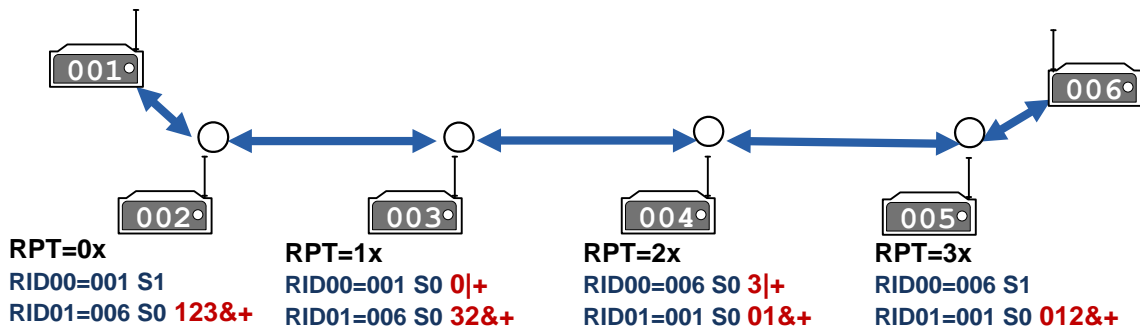 001
006
002
003
004
005
RPT=0x
RID00=001 S1
RID01=006 S0 123&+
RPT=1x
RID00=001 S0 0|+
RID01=006 S0 32&+
RPT=2x
RID00=006 S0 3|+
RID01=001 S0 01&+
RPT=3x
RID00=006 S1
RID01=001 S0 012&+